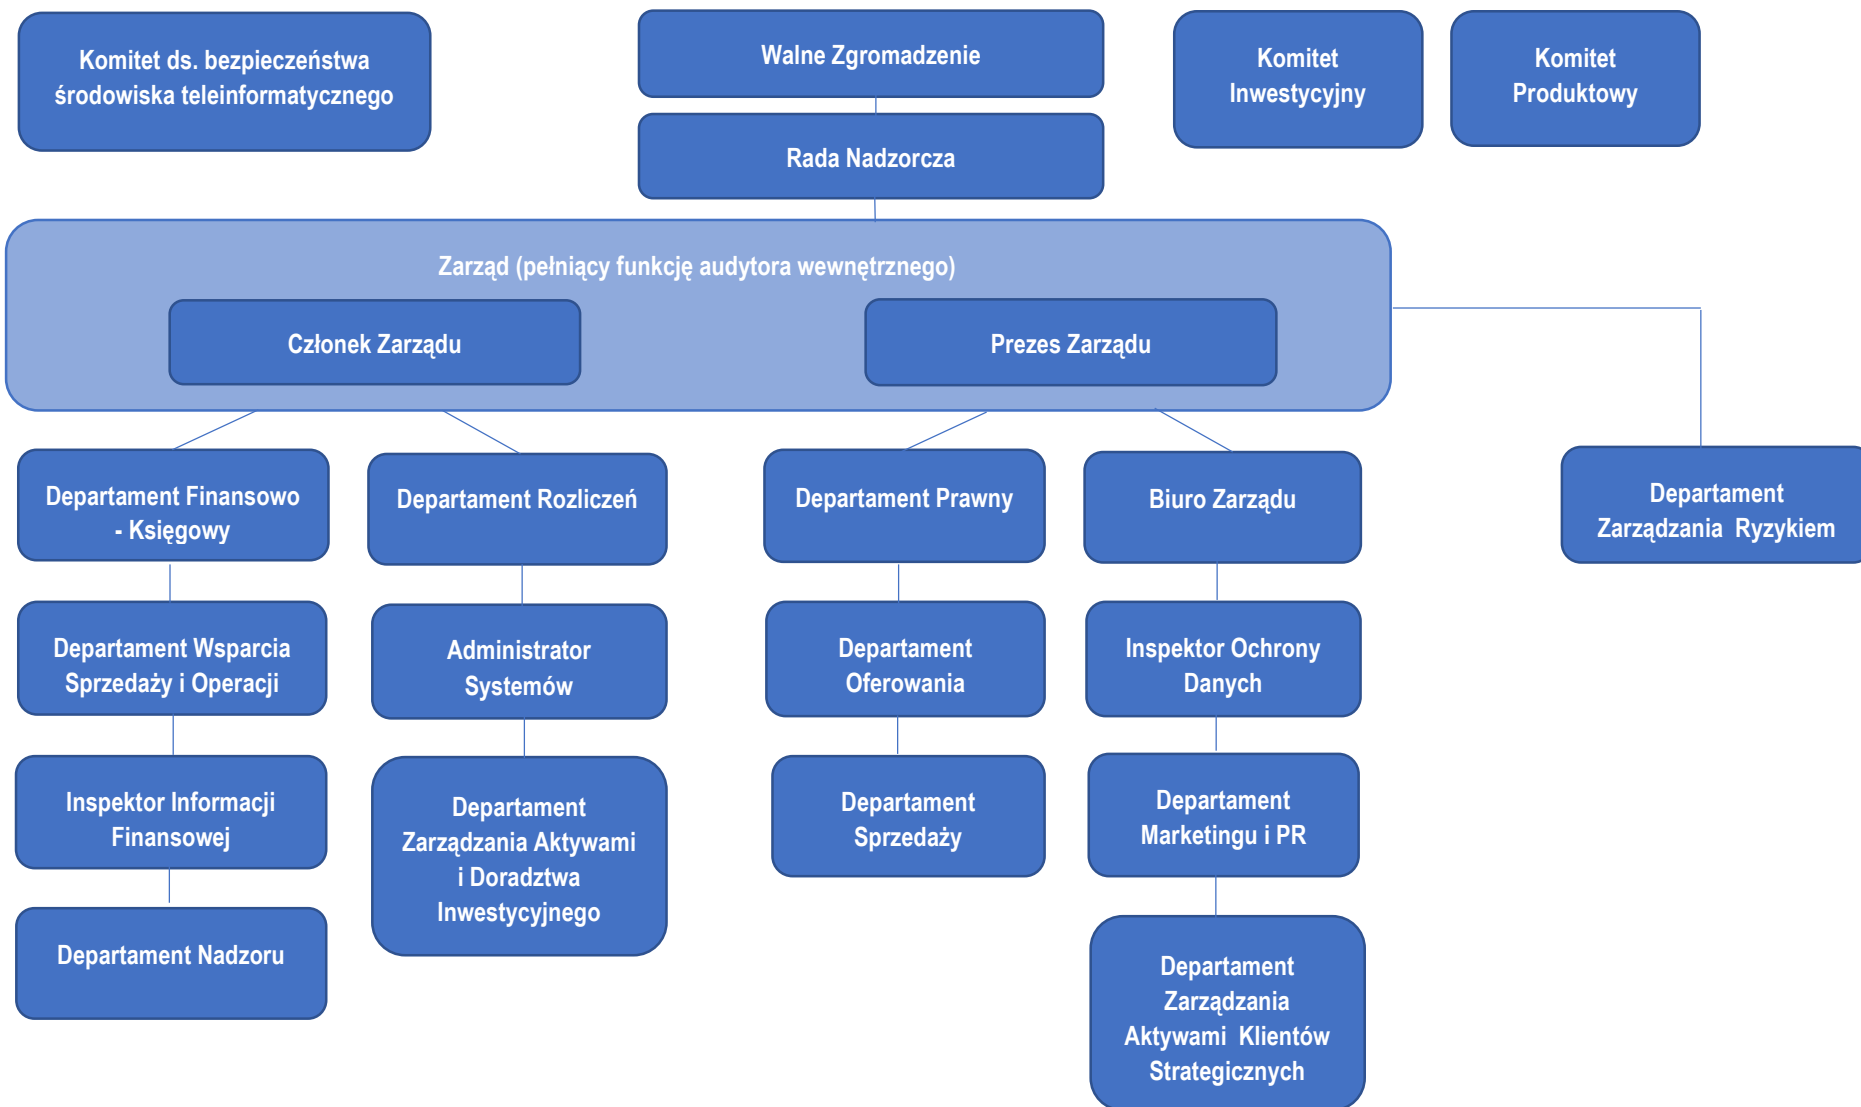 Komitet ds. bezpieczeństwa
środowiska teleinformatycznego
Walne Zgromadzenie
Komitet
Inwestycyjny
Komitet
Produktowy
Rada Nadzorcza
Zarząd (pełniący funkcję audytora wewnętrznego)
Członek Zarządu
Prezes Zarządu
Departament Finansowo
- Księgowy
Departament Rozliczeń
Departament Prawny
Biuro Zarządu
Departament
Zarządzania Ryzykiem
Departament Wsparcia
Sprzedaży i Operacji
Administrator
Systemów
Departament
Oferowania
Inspektor Ochrony
Danych
Inspektor Informacji
Finansowej
Departament
Zarządzania Aktywami
i Doradztwa
Inwestycyjnego
Departament
Sprzedaży
Departament
Marketingu i PR
Departament Nadzoru
Departament
Zarządzania
Aktywami Klientów
Strategicznych